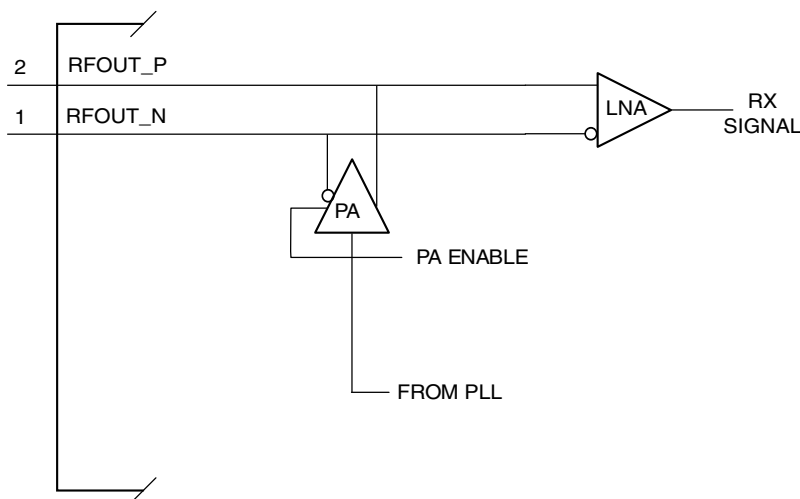 2 RFOUT_P
1 RFOUT_N
LNA
RX
SIGNAL
PA
PA ENABLE
FROM PLL